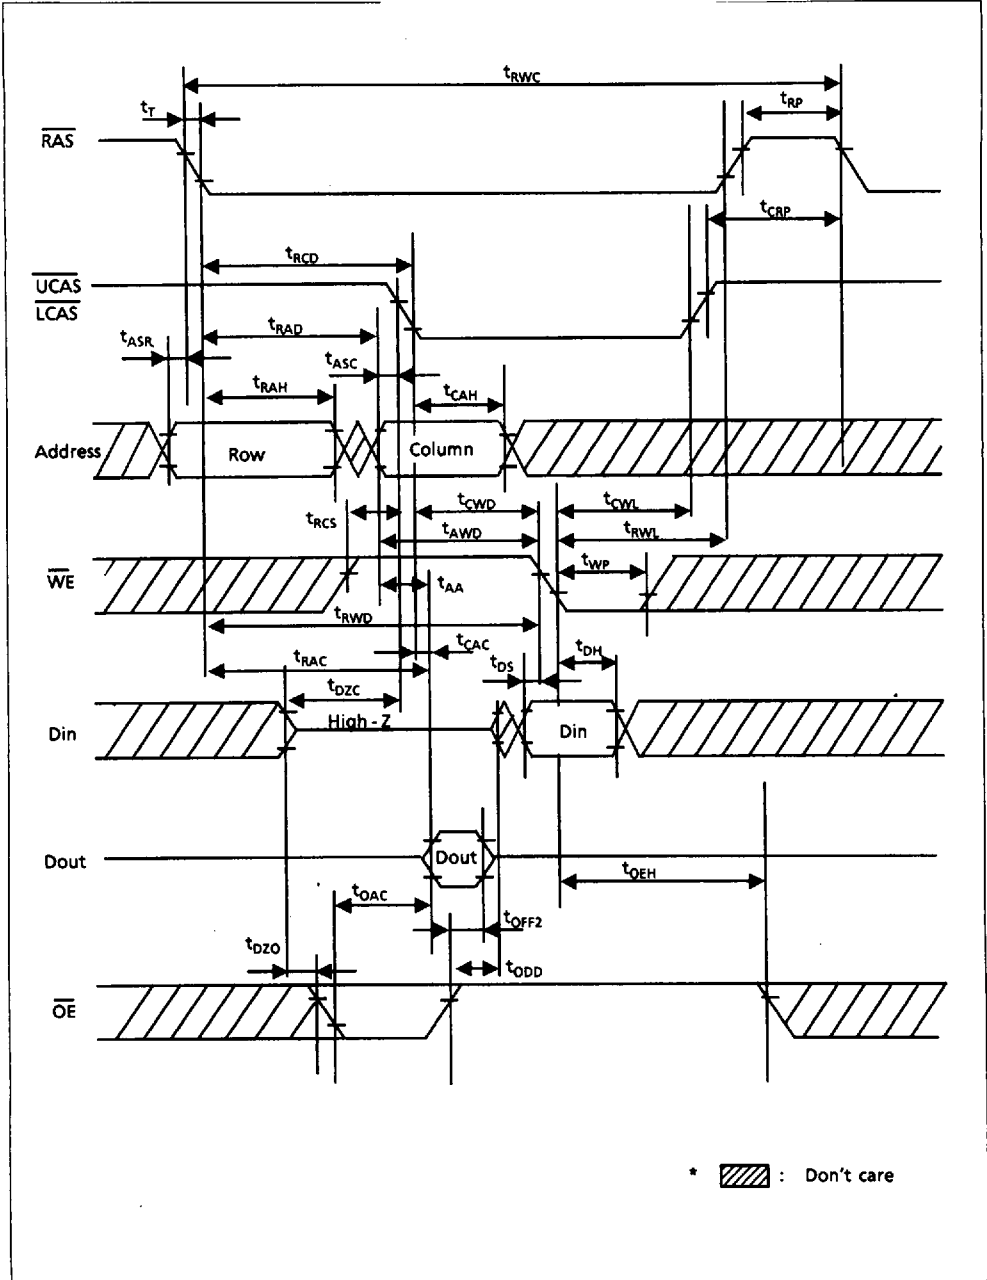 tRWC
tRP
tT
RAS
tCRP
tRCD
UCAS
LCAS
tRAD
tASR
tASC
tRAH
tCAH
Address
Row
Column
tRCS
tCWD
tCWL
tAWD
tRWL
WE
tAA
tWP
tRWD
tCAC
tRAC
tDS
tDH
tDZC
High - Z
Din
Din
Dout
Dout
tOEH
tOAC
tOFF2
tDZO
tODD
OE
* : Don't care